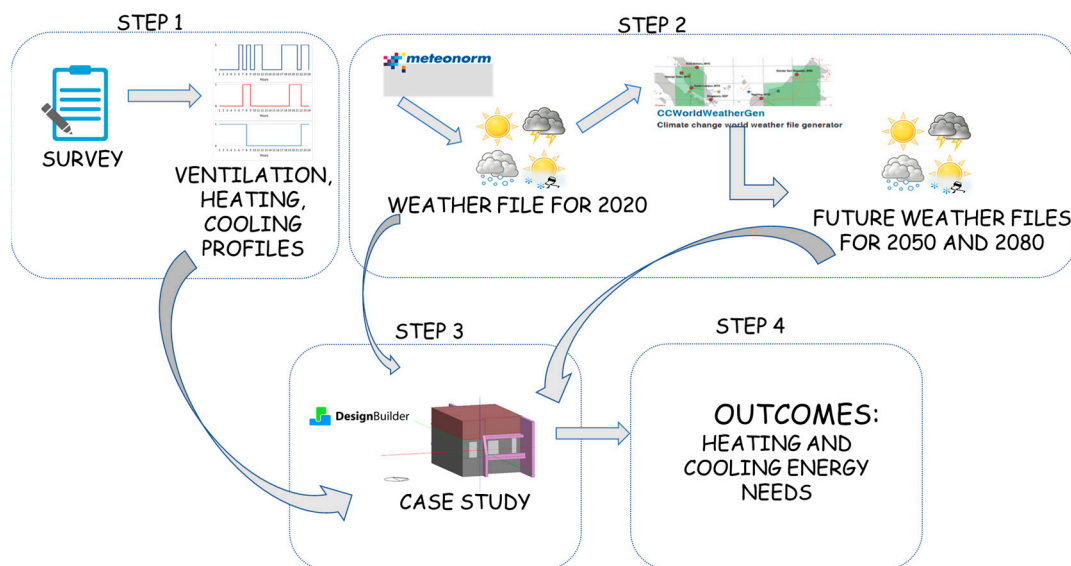 STEP 1
STEP 2
meteonorm
CCWorldWeatherGen
Climate change world weather file generator
SURVEY
VENTILATION,
HEATING,
COOLING
PROFILES
WEATHER FILE FOR 2020
FUTURE WEATHER FILES
FOR 2050 AND 2080
STEP 3
STEP 4
DesignBuilder
CASE STUDY
OUTCOMES:
HEATING AND
COOLING ENERGY
NEEDS